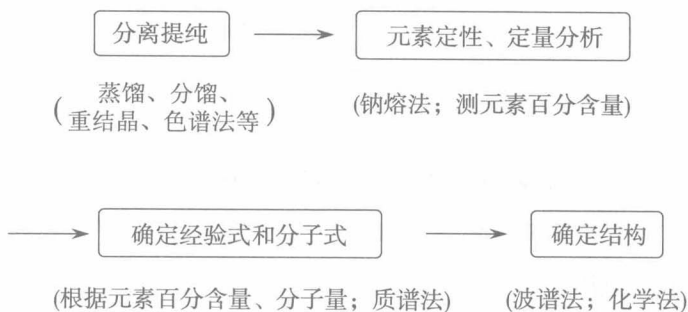 分离提纯
元素定性、定量分析
(蒸馏、分馏、
重结晶、色谱法等)
(钠熔法；测元素百分含量)
确定经验式和分子式
确定结构
(根据元素百分含量、分子量；质谱法)
(波谱法；化学法)